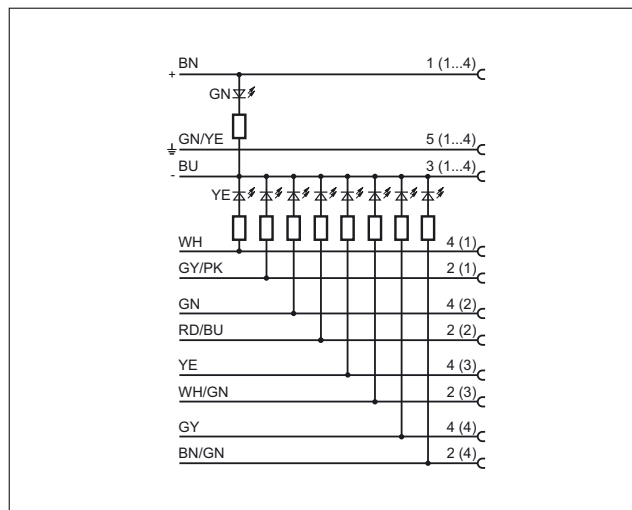 + BN 1 (1...4)
GN
GN/YE 5 (1...4)
- BU 3 (1...4)
YE
WH 4 (1)
GY/PK 2 (1)
GN 4 (2)
RD/BU 2 (2)
YE 4 (3)
WH/GN 2 (3)
GY 4 (4)
BN/GN 2 (4)